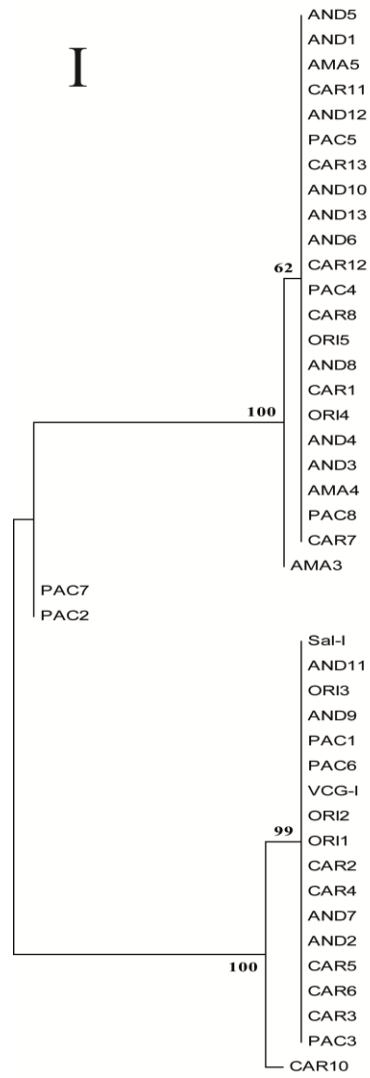 I
AND5
AND1
AMA5
CAR11
AND12
PAC5
CAR13
AND10
AND13
AND6
62
CAR12
PAC4
CAR8
ORI5
AND8
CAR1
100
ORI4
AND4
AND3
AMA4
PAC8
CAR7
AMA3
PAC7
PAC2
Sal-I
AND11
ORI3
AND9
PAC1
PAC6
VCG-I
ORI2
99
ORI1
CAR2
CAR4
AND7
AND2
100
CAR5
CAR6
CAR3
PAC3
CAR10